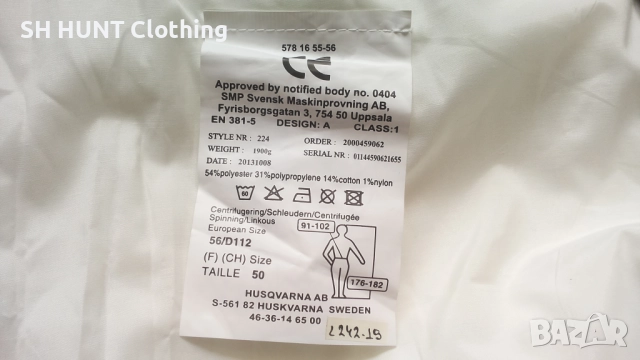 SH HUNT Clothing
578 16 55-56
CE
Approved by notified body no. 0404
SMP Svensk Maskinprovning AB,
Fyrisborgsgatan 3, 754 50 Uppsala
EN 381-5 DESIGN: A CLASS:1
STYLE NR : 224 ORDER : 2000459062
WEIGHT : 1900g SERIAL NR : 01144590621655
DATE : 20131008
54%polyester 31%polypropylene 14%cotton 1%nylon
60
Centrifugering/Schleudern/Centrifugée
Spinning/Linkous
European Size
56/D112
(F) (CH) Size
TAILLE 50
91-102
176-182
HUSQVARNA AB
S-561 82 HUSKVARNA SWEDEN
46-36-14 65 00
L242-19
BAZAR